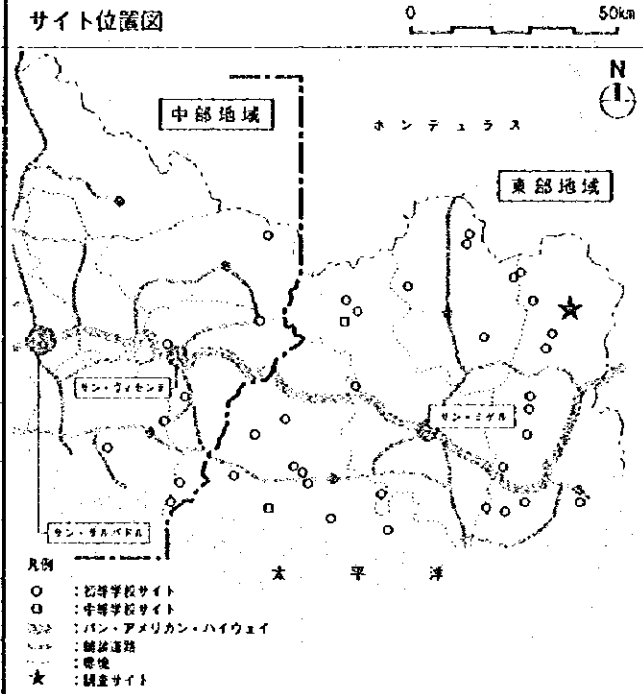 サイト位置図
0 50km
N
中部地域
ホンデュラス
東部地域
サン・ヴィセンテ
サン・ミゲル
サン・サルバドル
太平洋
凡例
○ :初等学校サイト
□ :中等学校サイト
:パン・アメリカン・ハイウェイ
:舗装道路
:県境
★ :調査サイト